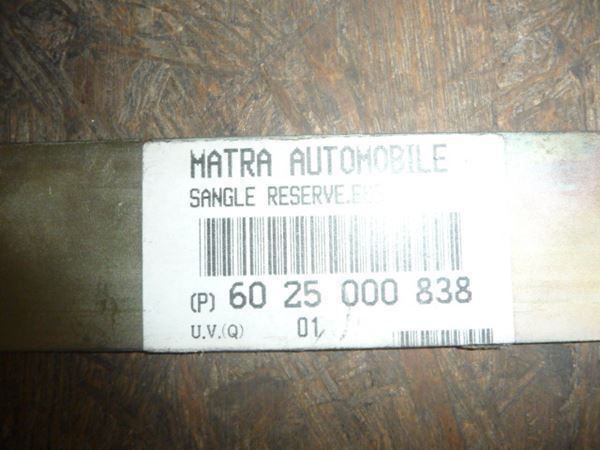 MATRA AUTOMOBILE
SANGLE RESERVE.
(P) 60 25 000 838
U.V.(Q) 01